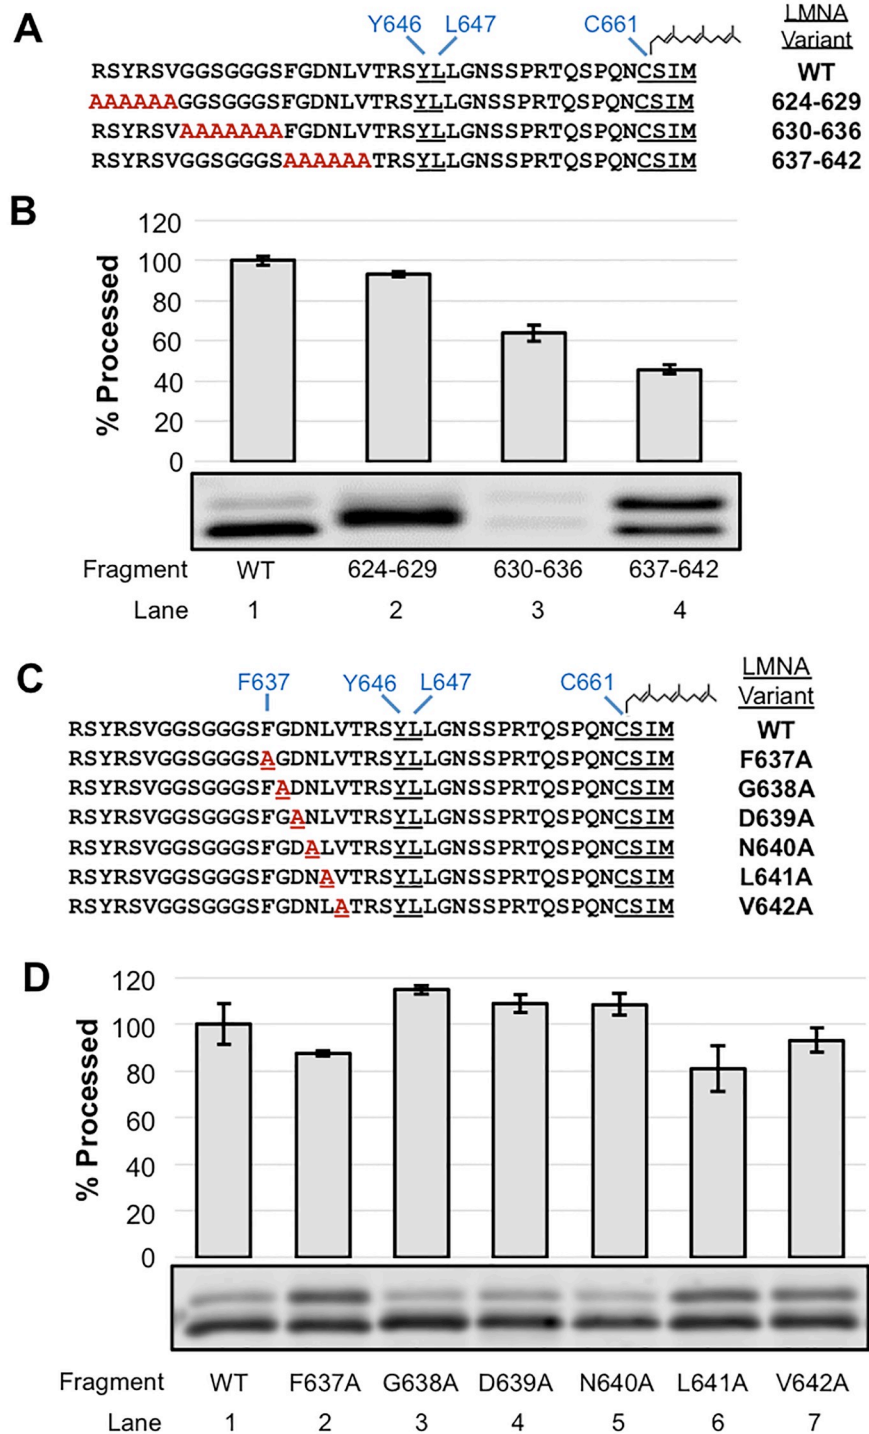 A
Y646 L647 C661 LMNA
Variant
RSYRSVGGSGGGSFGDNLVTRSYLLGNSSPRTQSPQNCSIM WT
AAAAAAGGSGGGSFGDNLVTRSYLLGNSSPRTQSPQNCSIM 624-629
RSYRSVAAAAAAAFGDNLVTRSYLLGNSSPRTQSPQNCSIM 630-636
RSYRSVGGSGGGSAAAAAATRSYLLGNSSPRTQSPQNCSIM 637-642
B
% Processed
120
100
80
60
40
20
0
Fragment WT 624-629 630-636 637-642
Lane 1 2 3 4
C
F637 Y646 L647 C661 LMNA
Variant
RSYRSVGGSGGGSFGDNLVTRSYLLGNSSPRTQSPQNCSIM WT
RSYRSVGGSGGGSAGDNLVTRSYLLGNSSPRTQSPQNCSIM F637A
RSYRSVGGSGGGSFADNLVTRSYLLGNSSPRTQSPQNCSIM G638A
RSYRSVGGSGGGSFGANLVTRSYLLGNSSPRTQSPQNCSIM D639A
RSYRSVGGSGGGSFGDALVTRSYLLGNSSPRTQSPQNCSIM N640A
RSYRSVGGSGGGSFGDNAVTRSYLLGNSSPRTQSPQNCSIM L641A
RSYRSVGGSGGGSFGDNLATRSYLLGNSSPRTQSPQNCSIM V642A
D
% Processed
120
100
80
60
40
20
0
Fragment WT F637A G638A D639A N640A L641A V642A
Lane 1 2 3 4 5 6 7